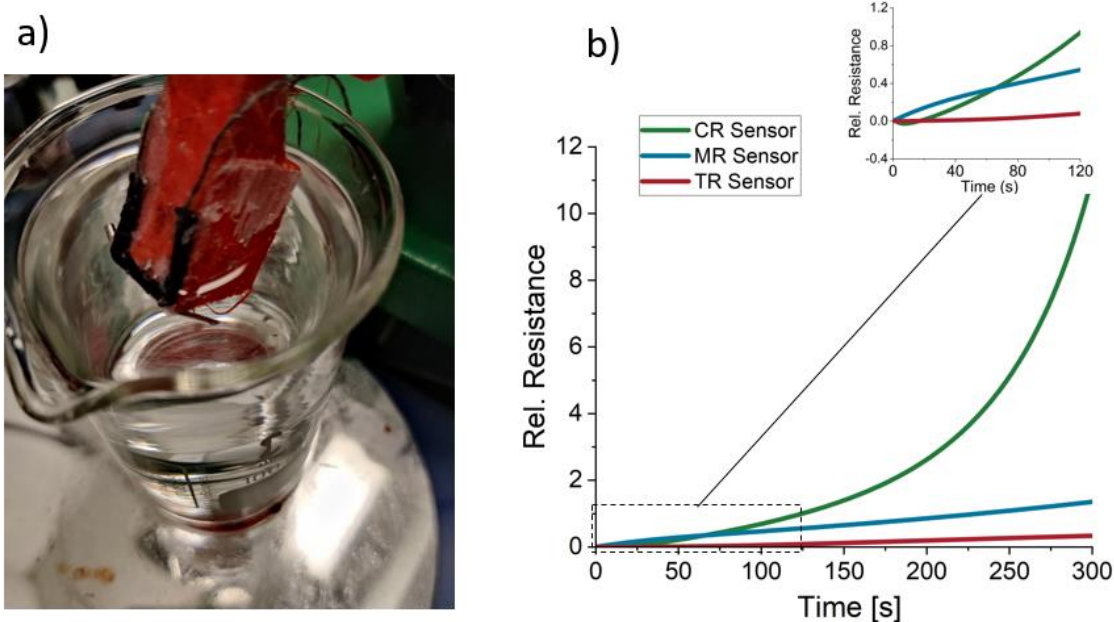 a)
b)
CR Sensor
MR Sensor
TR Sensor
Rel. Resistance
12
10
8
6
4
2
0
0 50 100 150 200 250 300
Time [s]
Rel. Resistance
1.2
0.8
0.4
0.0
-0.4
0 40 80 120
Time (s)